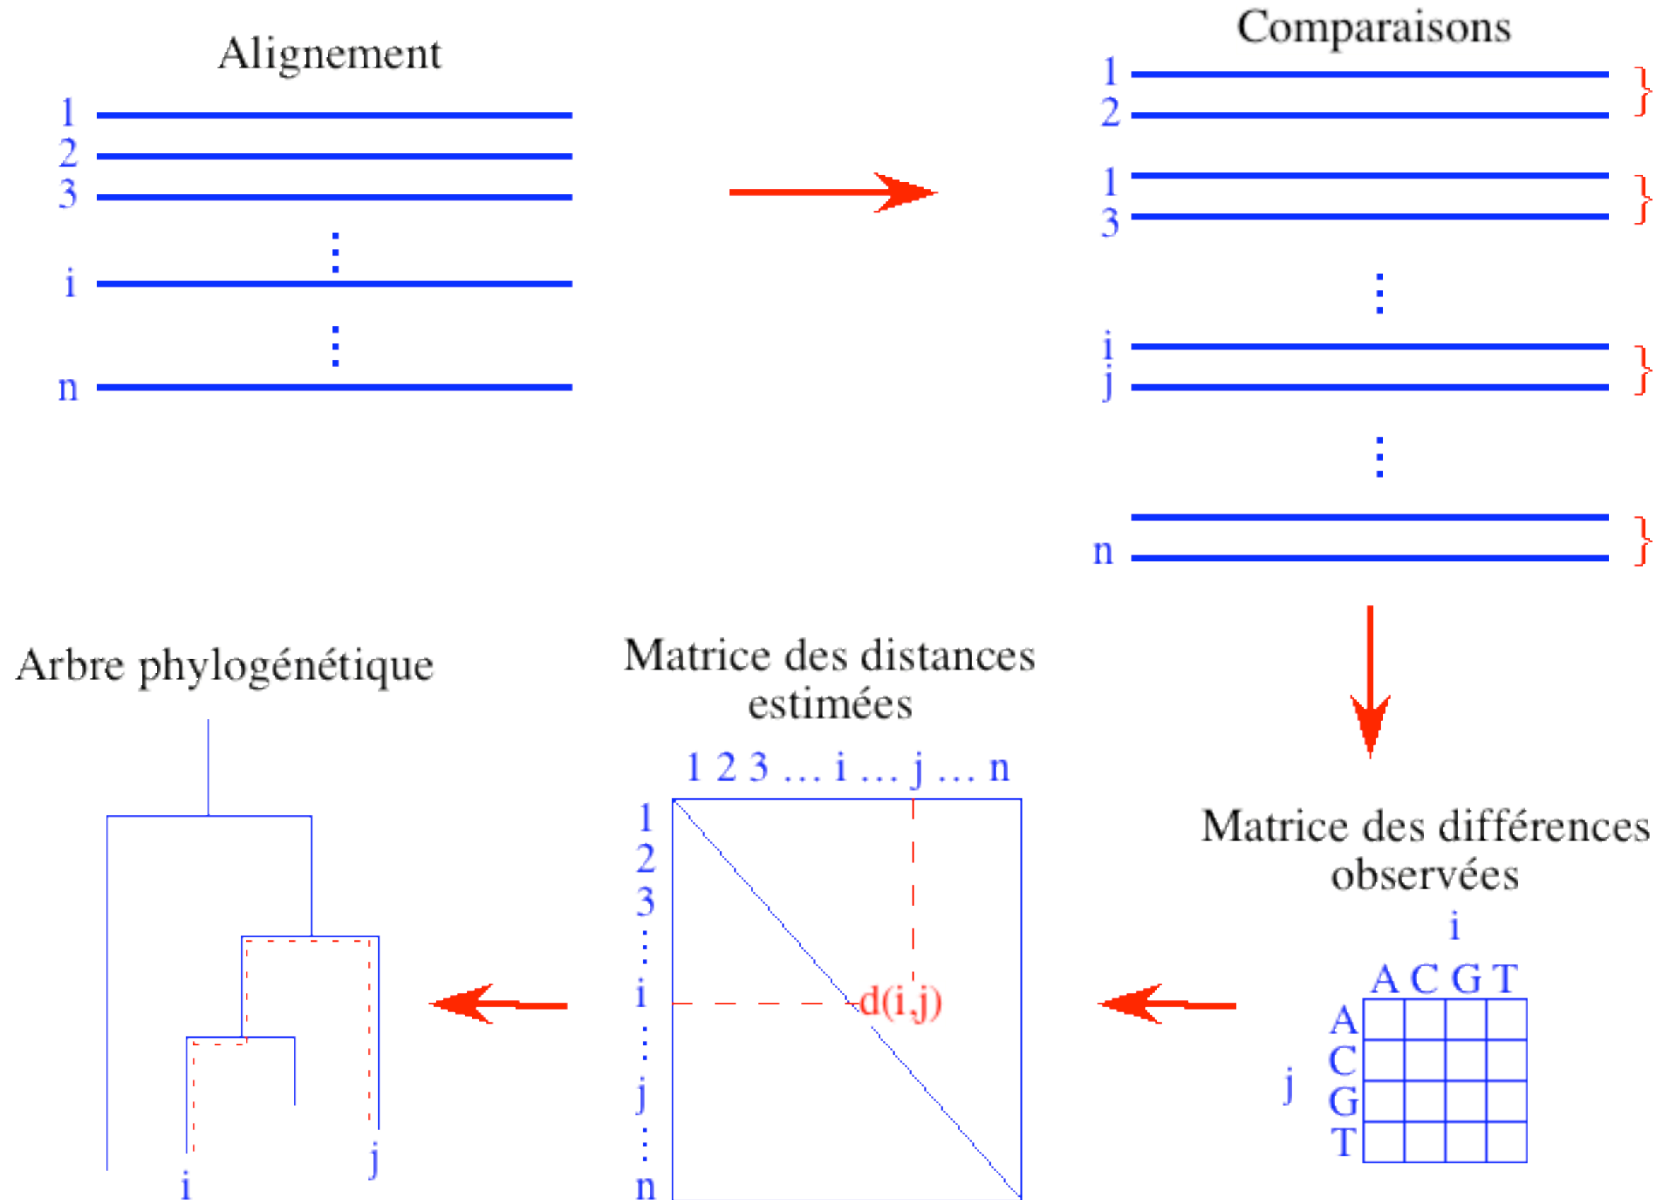 Alignement
1
2
3
i
n
Comparaisons
1
2
}
1
3
}
i
j
}
n
}
Matrice des différences
observées
i
A C G T
j
A
C
G
T
Matrice des distances
estimées
1 2 3 ... i ... j ... n
1
2
3
i
d(i,j)
j
n
Arbre phylogénétique
i
j